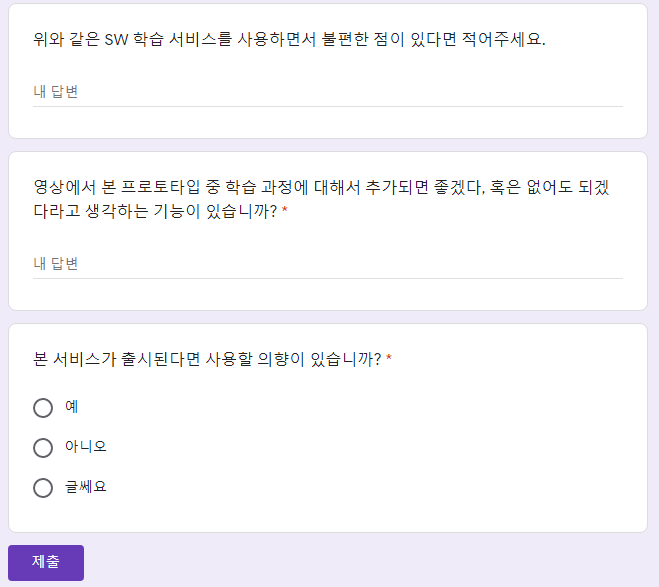 위와 같은 SW 학습 서비스를 사용하면서 불편한 점이 있다면 적어주세요.
내 답변
영상에서 본 프로토타입 중 학습 과정에 대해서 추가되면 좋겠다, 혹은 없어도 되겠
다라고 생각하는 기능이 있습니까? *
내 답변
본 서비스가 출시된다면 사용할 의향이 있습니까? *
예
아니오
글쎄요
제출